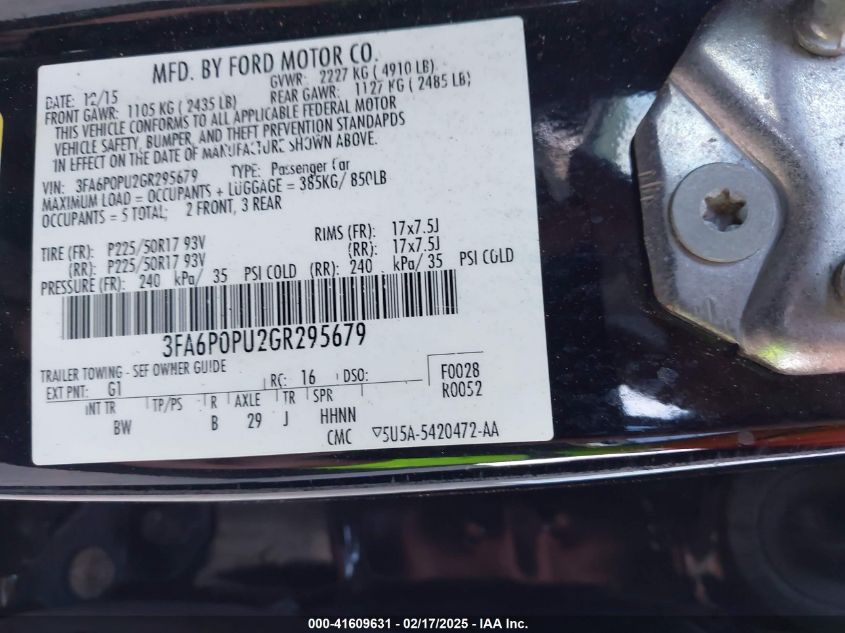 MFD. BY FORD MOTOR CO.
DATE: 12/15 GVWR: 2227 KG ( 4910 LB)
FRONT GAWR: 1105 KG ( 2435 LB) REAR GAWR: 1127 KG ( 2485 LB)
THIS VEHICLE CONFORMS TO ALL APPLICABLE FEDERAL MOTOR
VEHICLE SAFETY, BUMPER, AND THEFT PREVENTION STANDARDS
IN EFFECT ON THE DATE OF MANUFACTURE SHOWN ABOVE.
VIN: 3FA6P0PU2GR295679 TYPE: Passenger Car
MAXIMUM LOAD = OCCUPANTS + LUGGAGE = 385KG/ 850LB
OCCUPANTS = 5 TOTAL; 2 FRONT, 3 REAR
TIRE (FR): P225/50R17 93V RIMS (FR): 17x7.5J
(RR): P225/50R17 93V (RR): 17x7.5J
PRESSURE (FR): 240 kPa/ 35 PSI COLD (RR): 240 kPa/ 35 PSI COLD
3FA6P0PU2GR295679
TRAILER TOWING - SEE OWNER GUIDE
EXT PNT: G1 RC: 16 DSO: F0028
R0052
INT TR TP/PS R AXLE TR SPR
BW B 29 J HHNN
CMC ▽5U5A-5420472-AA
000-41609631 - 02/17/2025 - IAA Inc.